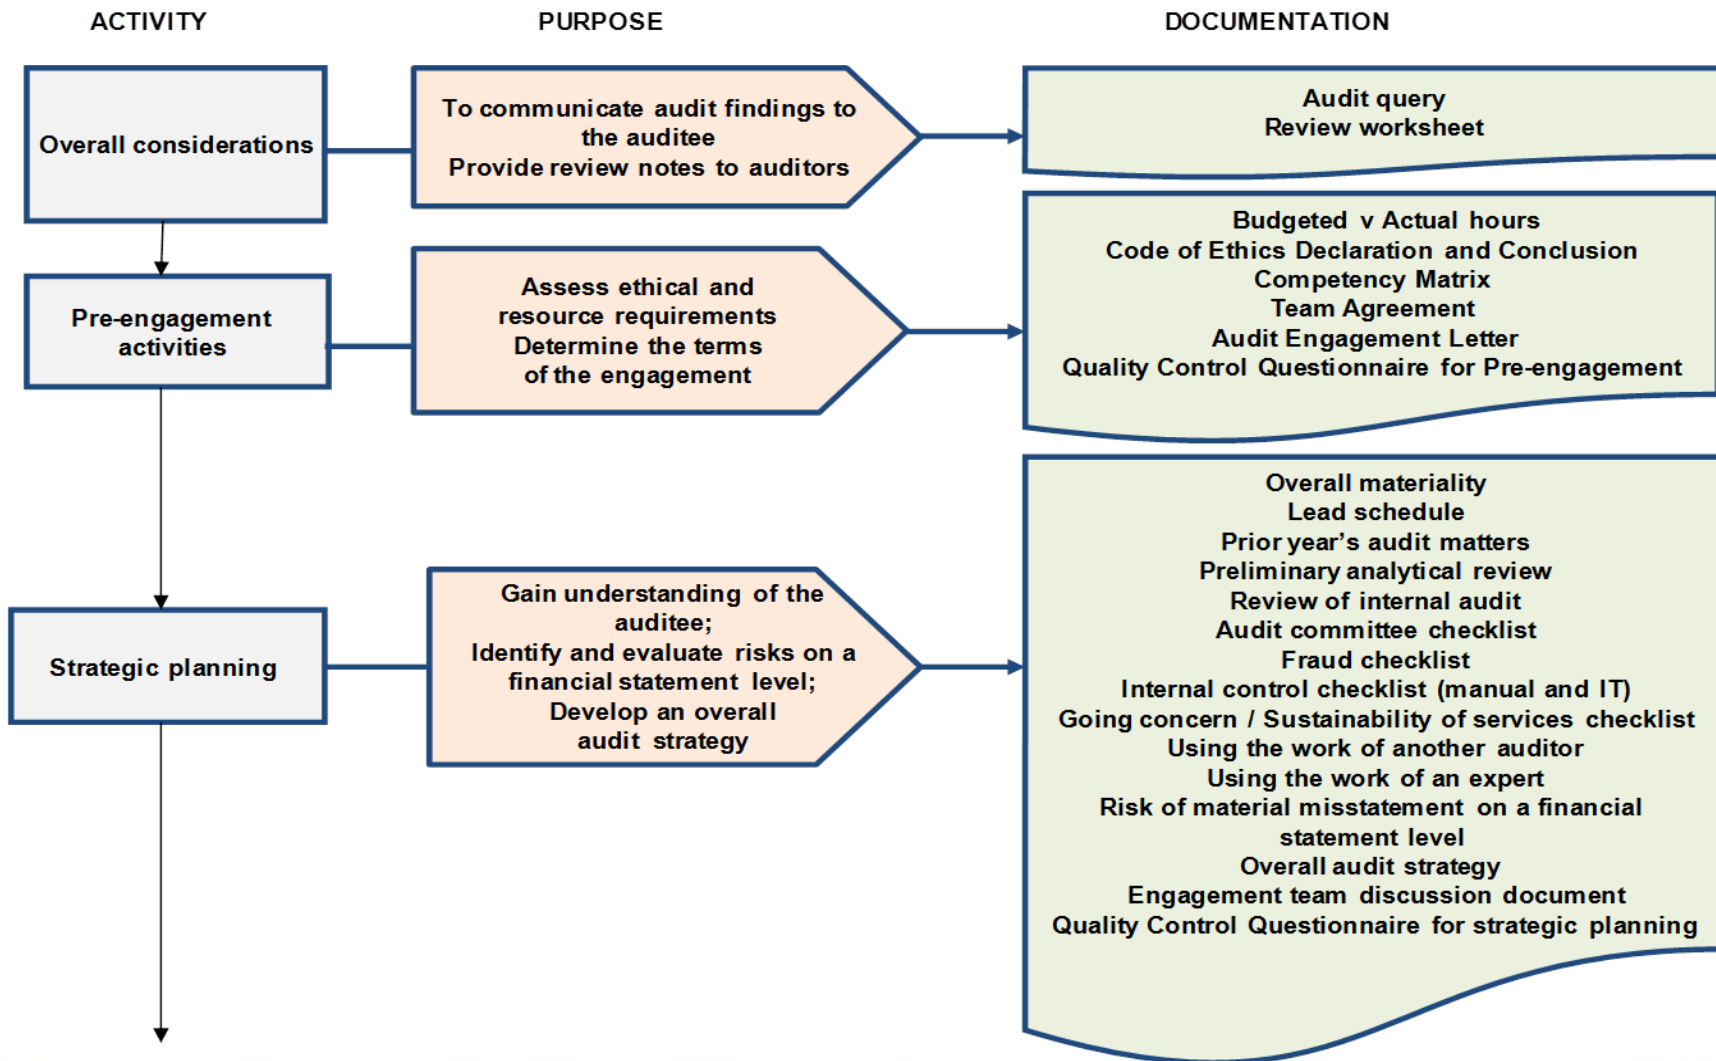 ACTIVITY
PURPOSE
DOCUMENTATION
Overall considerations
To communicate audit findings to
the auditee
Provide review notes to auditors
Audit query
Review worksheet
Pre-engagement
activities
Assess ethical and
resource requirements
Determine the terms
of the engagement
Budgeted v Actual hours
Code of Ethics Declaration and Conclusion
Competency Matrix
Team Agreement
Audit Engagement Letter
Quality Control Questionnaire for Pre-engagement
Strategic planning
Gain understanding of the
auditee;
Identify and evaluate risks on a
financial statement level;
Develop an overall
audit strategy
Overall materiality
Lead schedule
Prior year’s audit matters
Preliminary analytical review
Review of internal audit
Audit committee checklist
Fraud checklist
Internal control checklist (manual and IT)
Going concern / Sustainability of services checklist
Using the work of another auditor
Using the work of an expert
Risk of material misstatement on a financial
statement level
Overall audit strategy
Engagement team discussion document
Quality Control Questionnaire for strategic planning